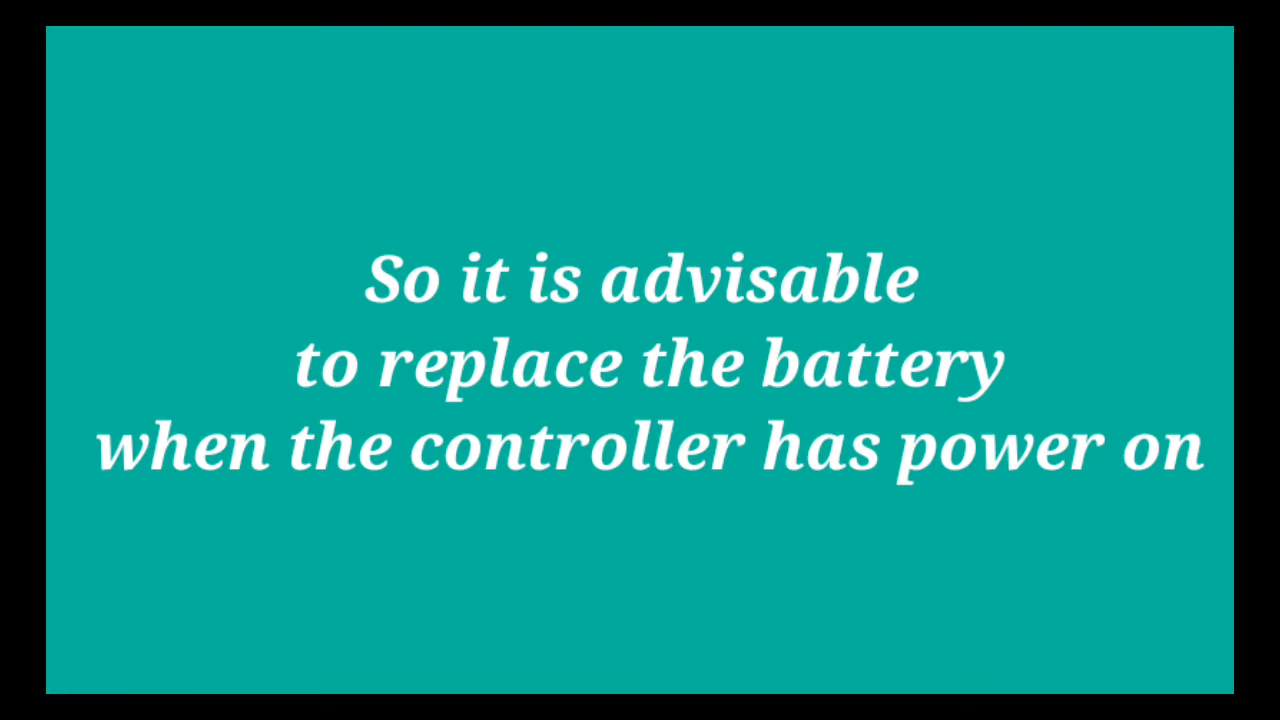 So it is advisable
to replace the battery
when the controller has power on